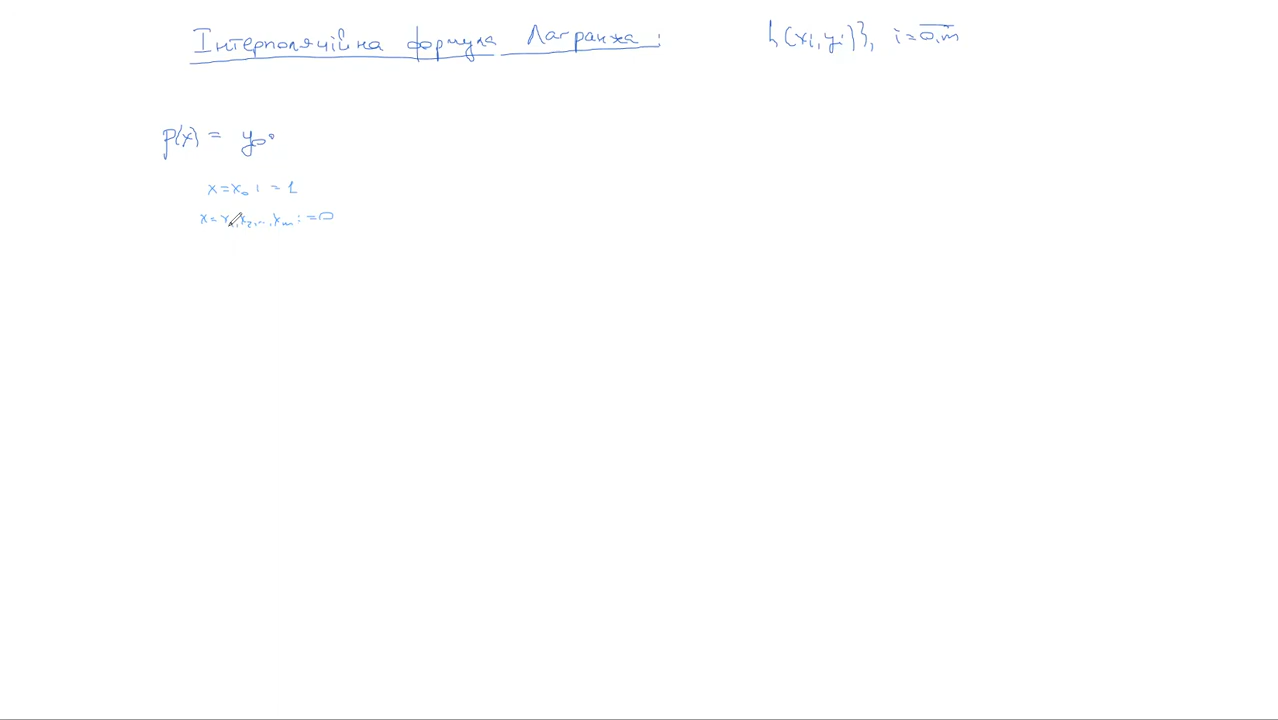 Інтерполяційна формула Лагранжа: {(xi, yi)}, i=0,m
p(x) = y0·
x=x0: =1
x=x1,x2,...,xm: =0